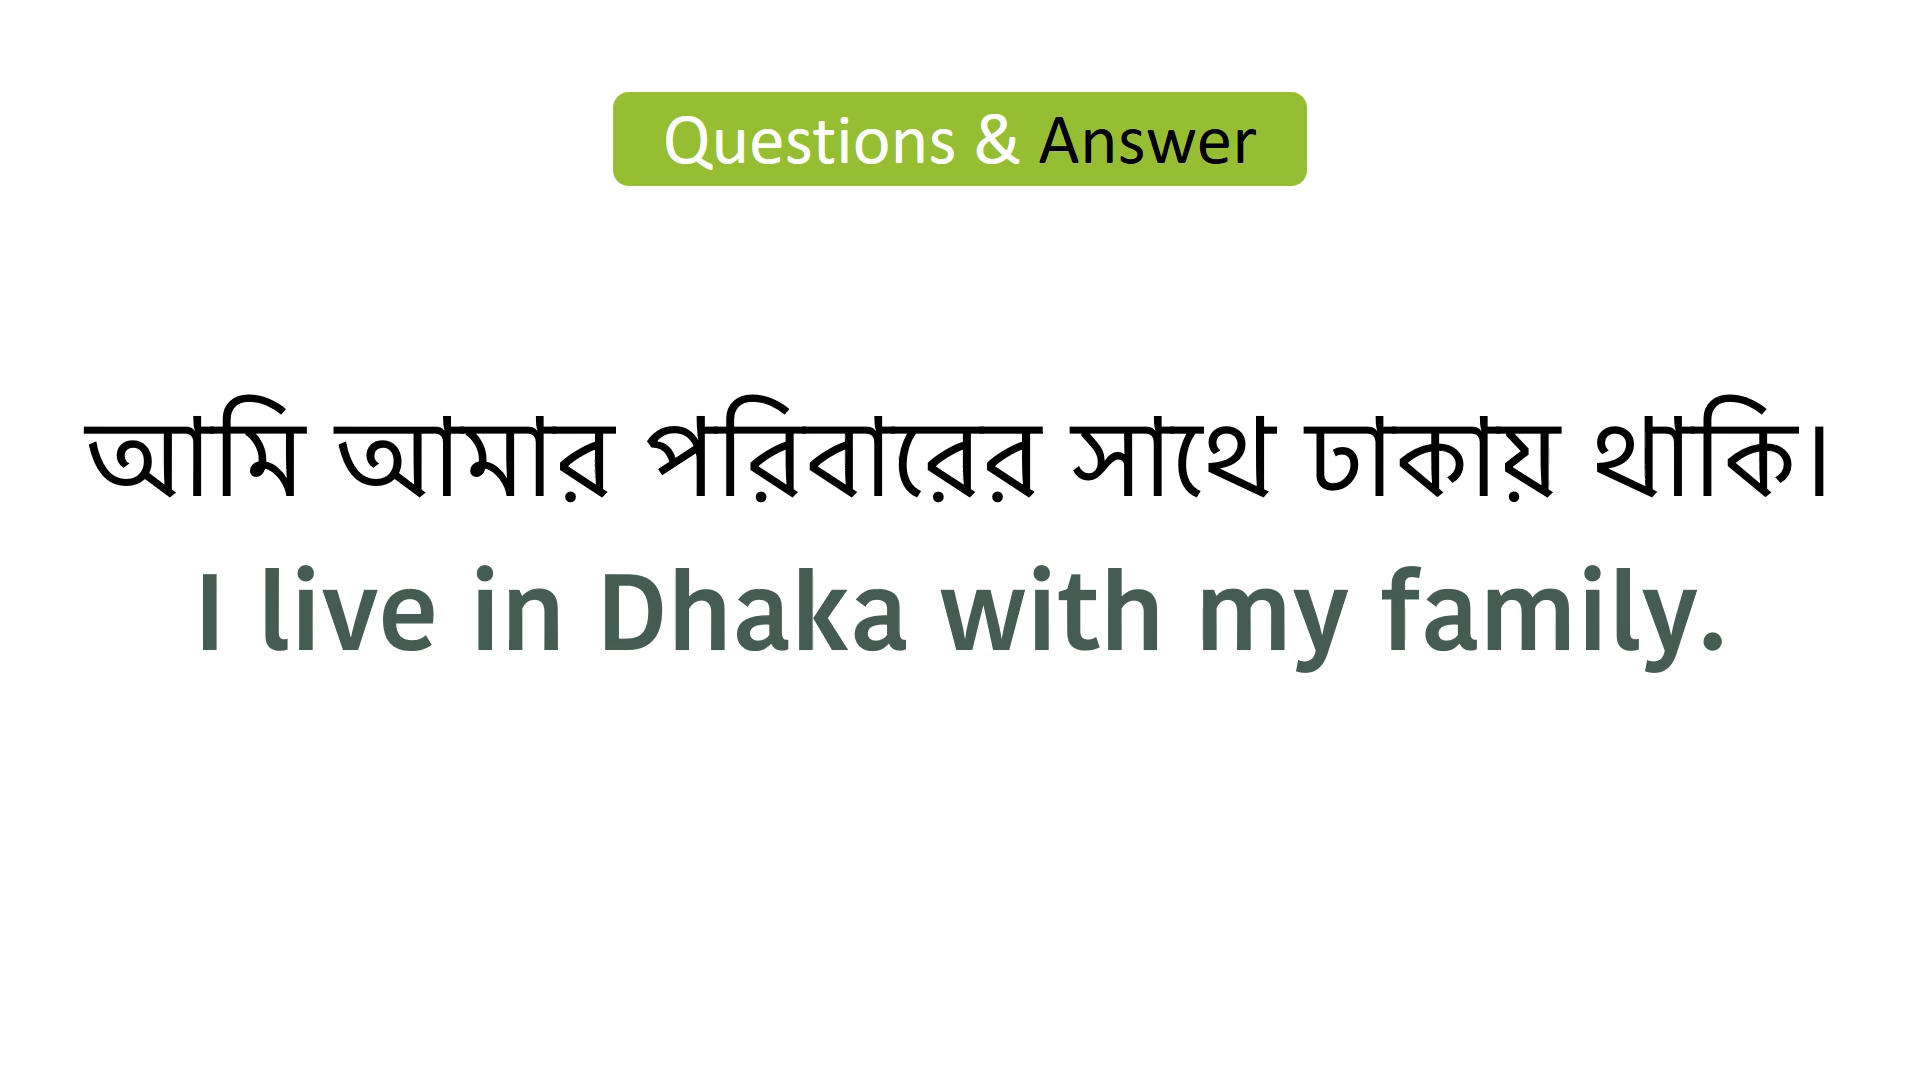 Questions & Answer
আমি আমার পরিবারের সাথে ঢাকায় থাকি।
I live in Dhaka with my family.